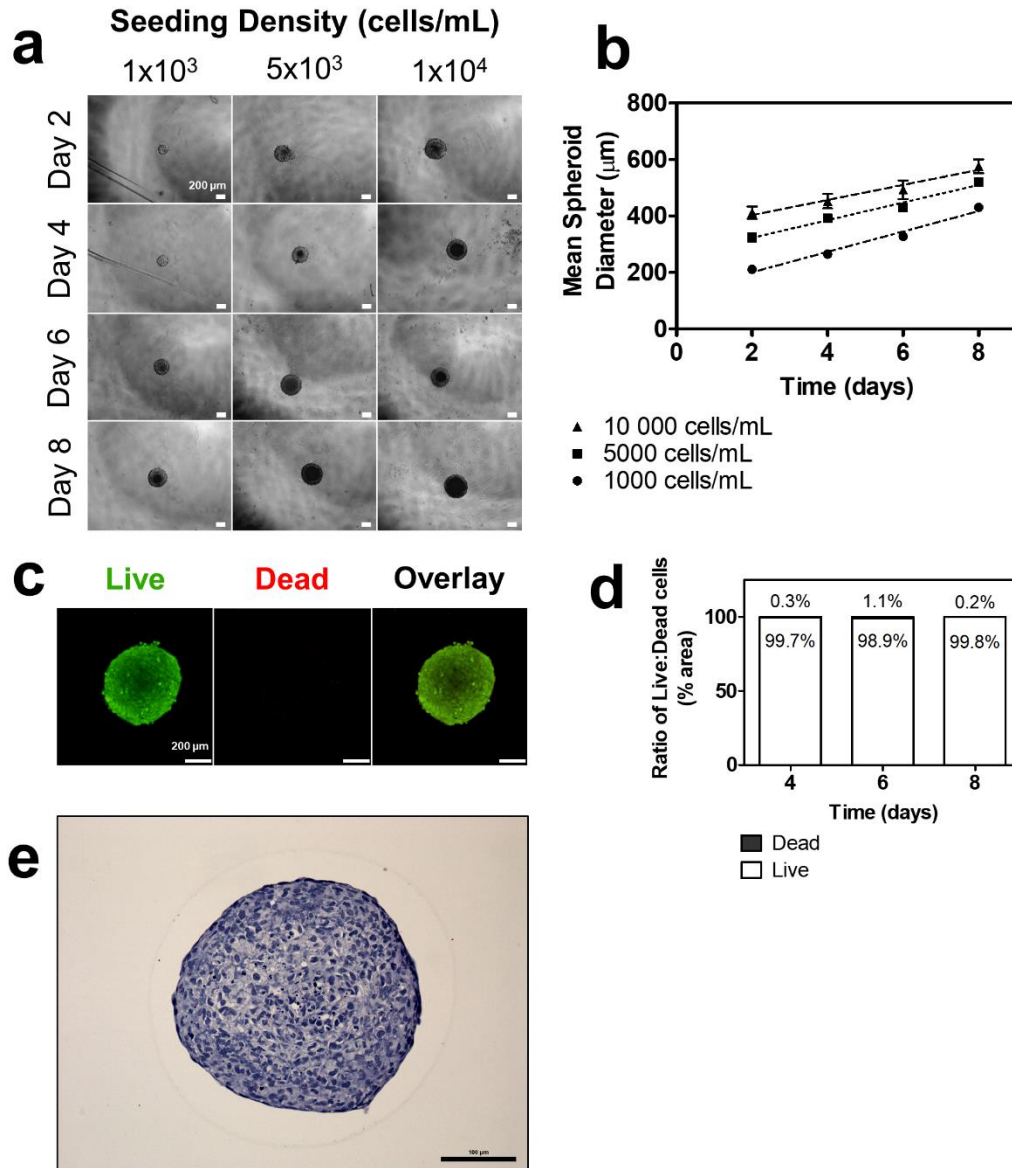 a
Seeding Density (cells/mL)
1x10³ 5x10³ 1x10⁴
Day 2
200 µm
Day 4
Day 6
Day 8
b
Mean Spheroid
Diameter (µm)
800
600
400
200
0
0 2 4 6 8
Time (days)
▲ 10 000 cells/mL
■ 5000 cells/mL
● 1000 cells/mL
c
Live Dead Overlay
200 µm
d
Ratio of Live:Dead cells
(% area)
100
50
0
0.3% 1.1% 0.2%
99.7% 98.9% 99.8%
4 6 8
Time (days)
Dead
Live
e
100 µm